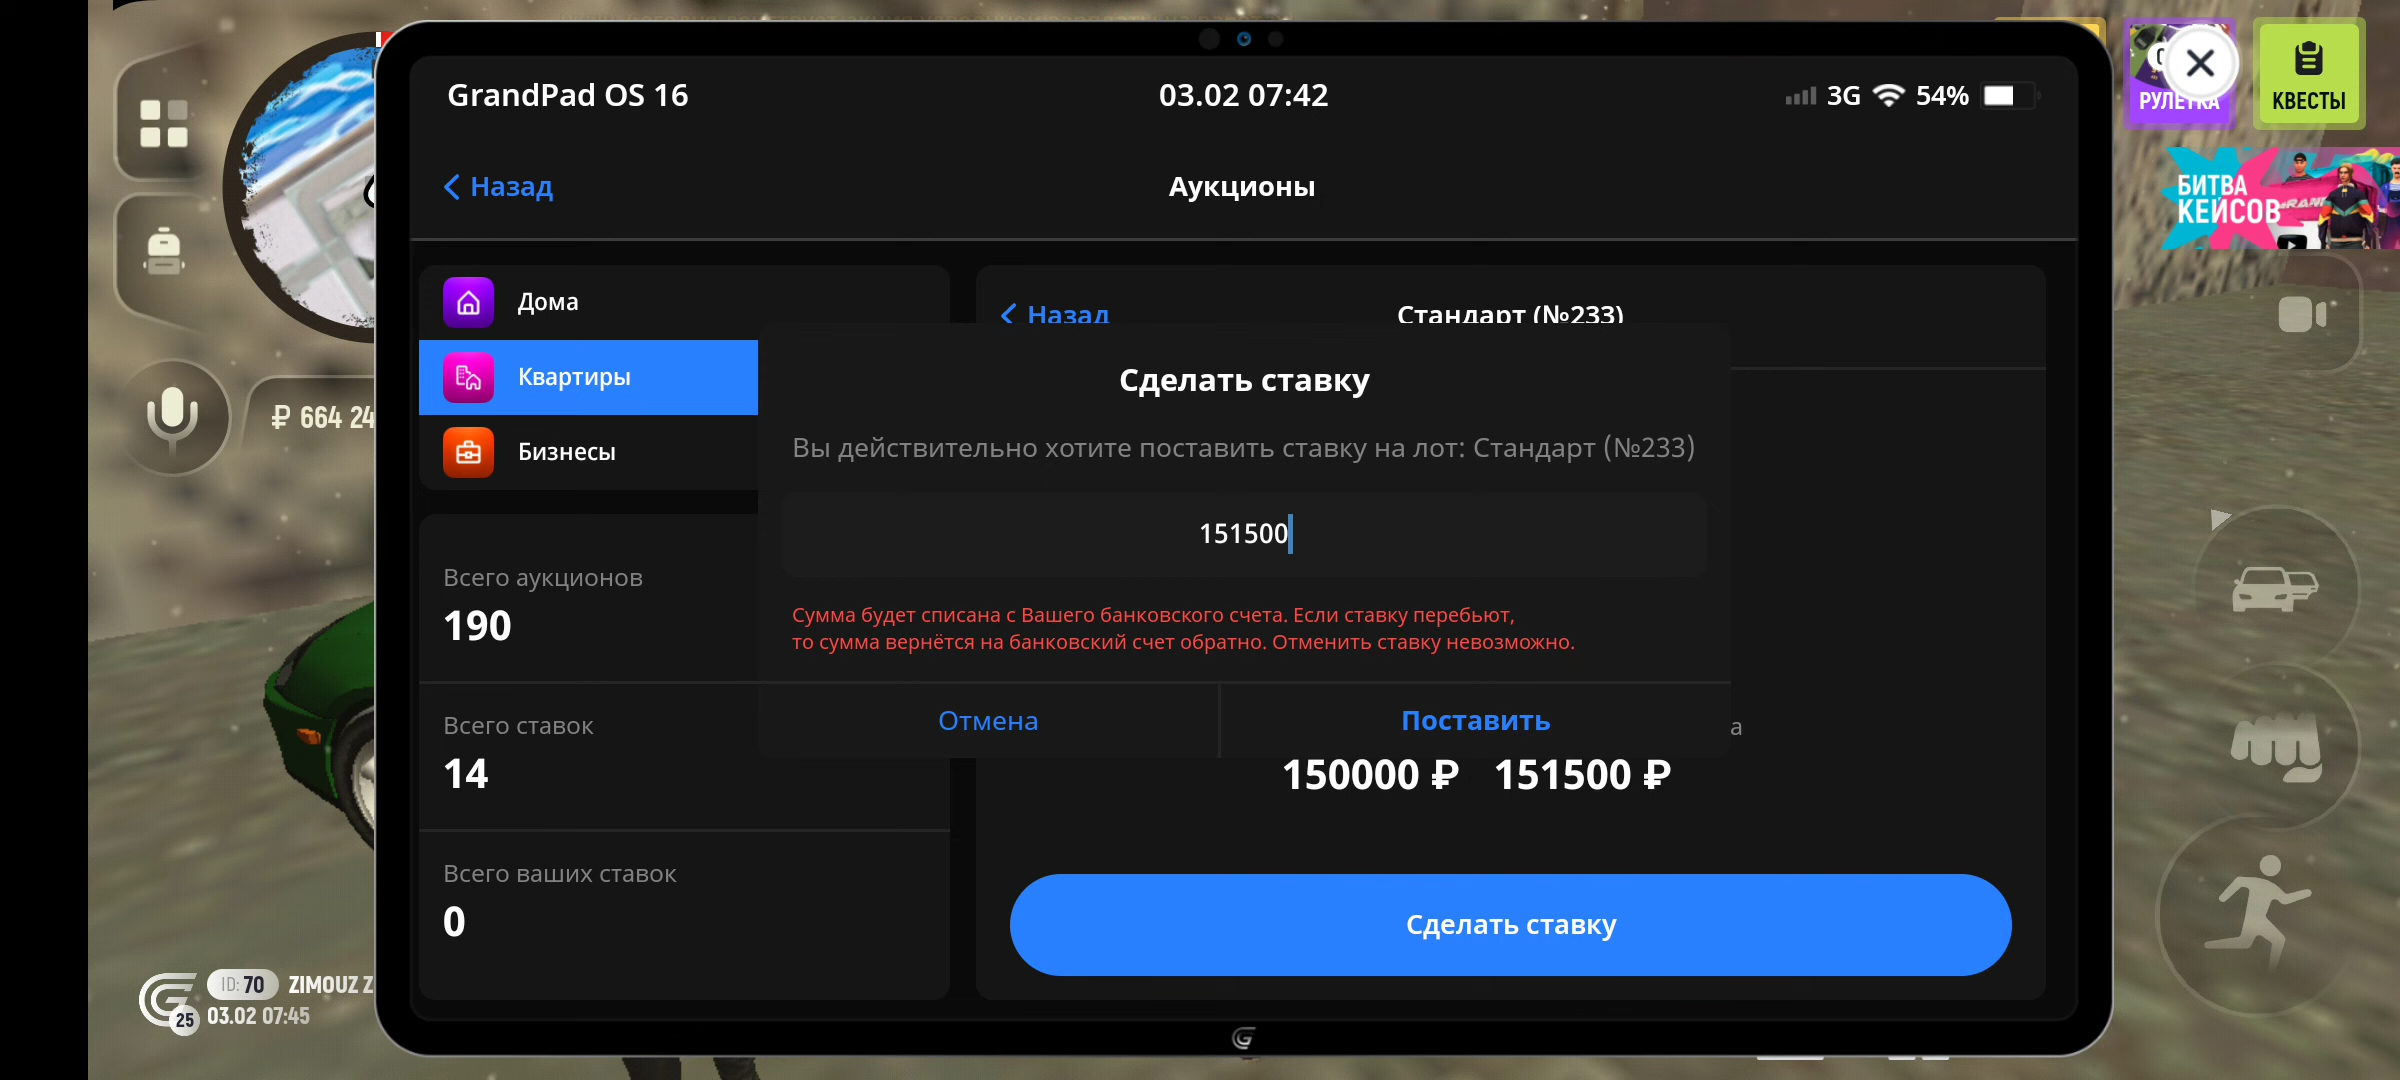 GrandPad OS 16
03.02 07:42
3G
54%
РУЛЕТКА
КВЕСТЫ
Назад
Аукционы
БИТВА
КЕЙСОВ
Дома
Квартиры
Бизнесы
Назад
Стандарт (№233)
₽ 664 24
Сделать ставку
Вы действительно хотите поставить ставку на лот: Стандарт (№233)
151500
Сумма будет списана с Вашего банковского счета. Если ставку перебьют,
то сумма вернётся на банковский счет обратно. Отменить ставку невозможно.
Отмена
Поставить
а
150000 ₽
151500 ₽
Сделать ставку
Всего аукционов
190
Всего ставок
14
Всего ваших ставок
0
ID: 70
ZIMOUZ Z
25
03.02 07:45